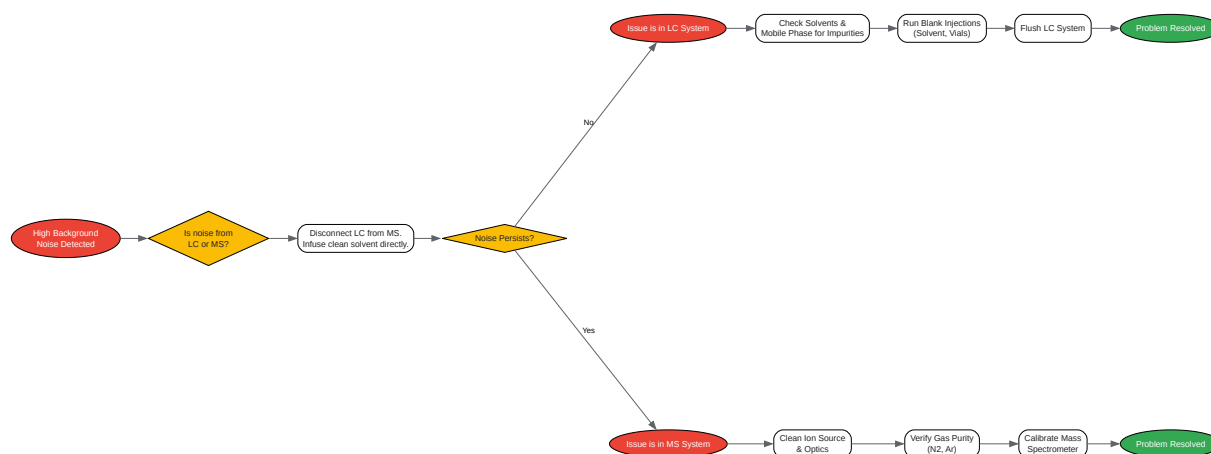 High Background
Noise Detected
Is noise from
LC or MS?
Disconnect LC from MS.
Infuse clean solvent directly.
Noise Persists?
No
Issue is in LC System
Check Solvents &
Mobile Phase for Impurities
Run Blank Injections
(Solvent, Vials)
Flush LC System
Problem Resolved
Yes
Issue is in MS System
Clean Ion Source
& Optics
Verify Gas Purity
(N2, Ar)
Calibrate Mass
Spectrometer
Problem Resolved